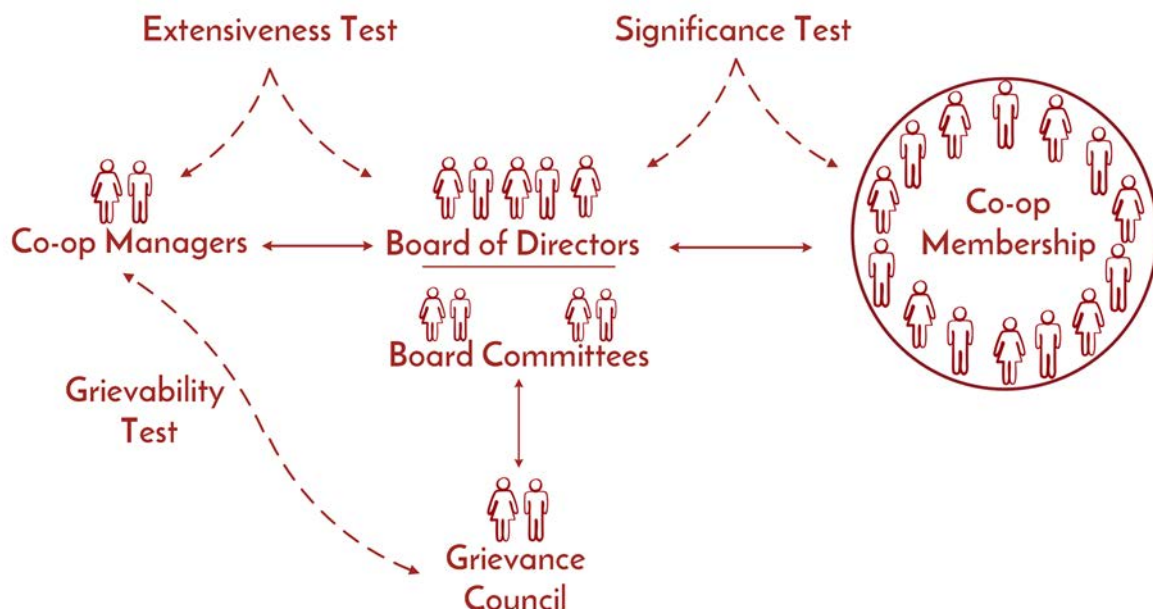 Extensiveness Test
Significance Test
Co-op Managers
Board of Directors
Co-op
Membership
Board Committees
Grievability
Test
Grievance
Council